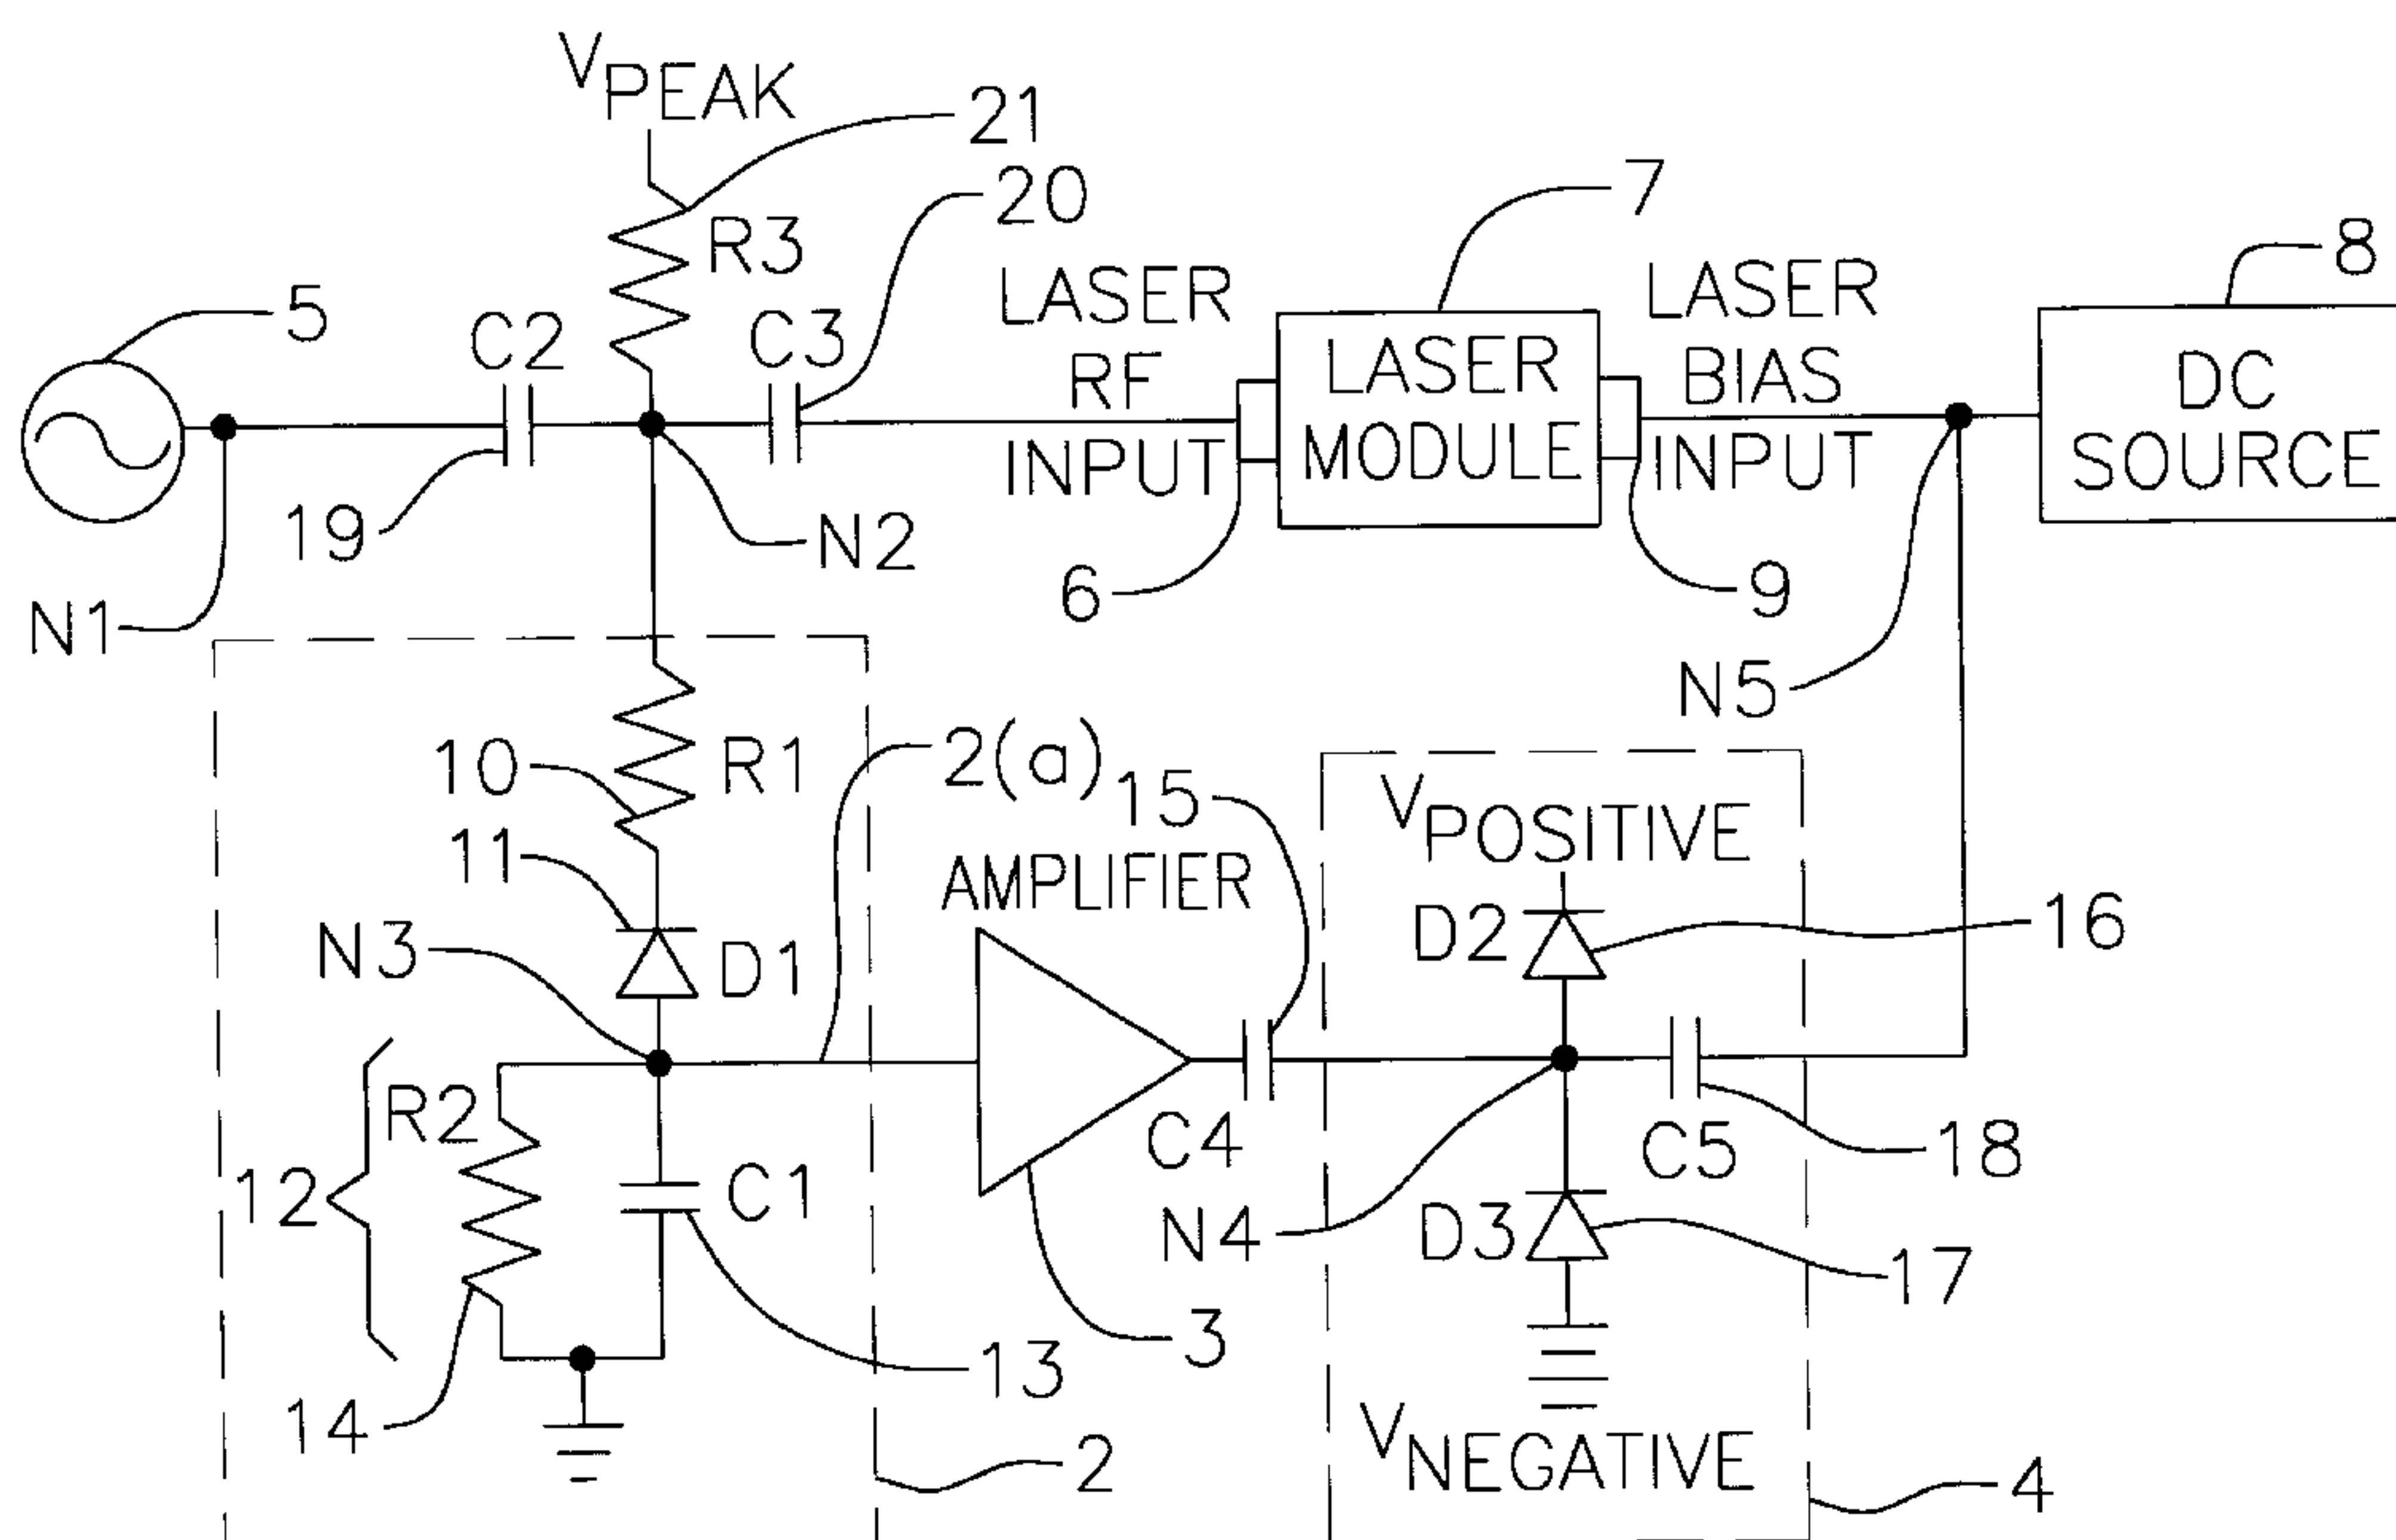 VPEAK
21
20
R3
7
8
5
C2
C3
LASER
RF
INPUT
LASER
MODULE
LASER
BIAS
INPUT
DC
SOURCE
19
N2
N1
6
9
N5
10
R1
2(a)
15
VPOSITIVE
11
AMPLIFIER
D2
16
N3
D1
R2
C4
C5
18
12
C1
N4
D3
17
3
13
14
2
VNEGATIVE
4